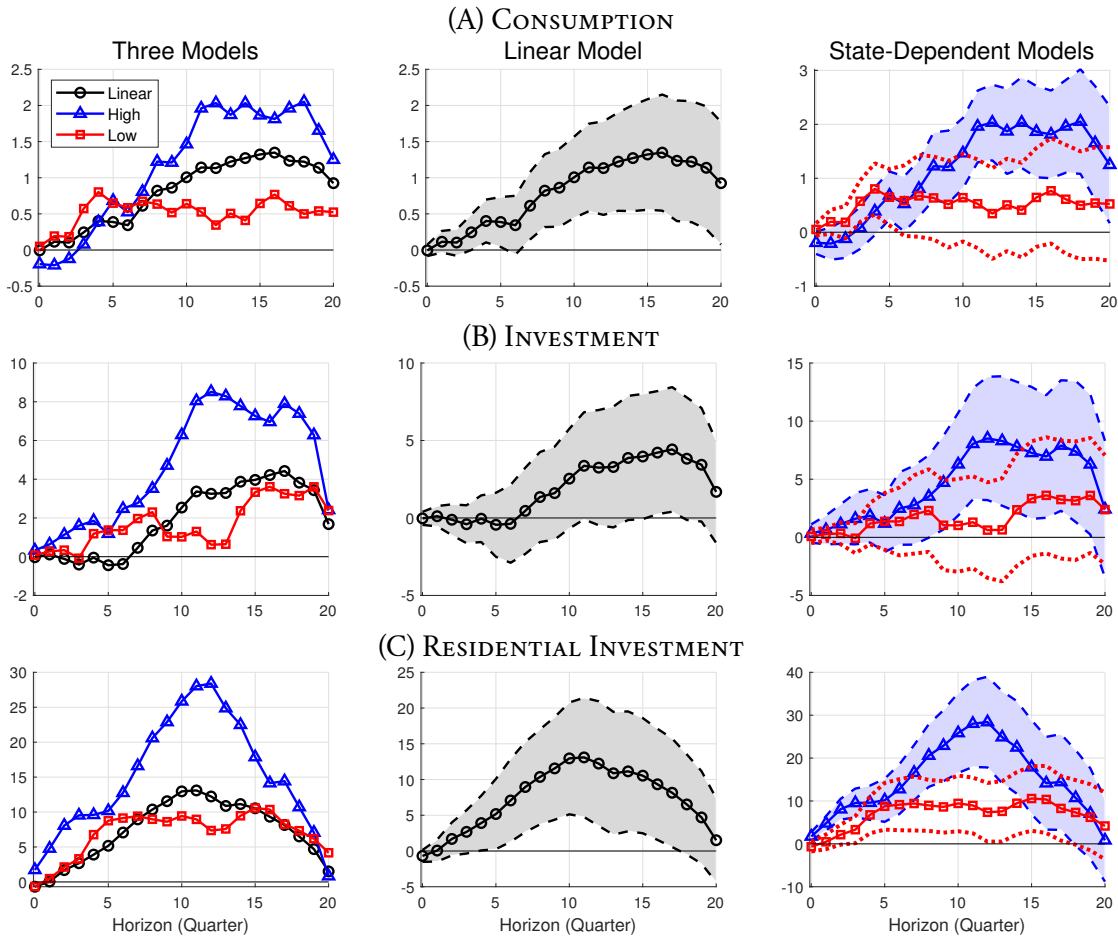 (A) CONSUMPTION
Three Models
Linear Model
State-Dependent Models
2.5
2
1.5
1
0.5
0
-0.5
0 5 10 15 20
Linear
High
Low
2.5
2
1.5
1
0.5
0
-0.5
0 5 10 15 20
3
2
1
0
-1
0 5 10 15 20
(B) INVESTMENT
10
8
6
4
2
0
-2
0 5 10 15 20
10
5
0
-5
0 5 10 15 20
15
10
5
0
-5
0 5 10 15 20
(C) RESIDENTIAL INVESTMENT
30
25
20
15
10
5
0
0 5 10 15 20
Horizon (Quarter)
25
20
15
10
5
0
-5
0 5 10 15 20
Horizon (Quarter)
40
30
20
10
0
-10
0 5 10 15 20
Horizon (Quarter)